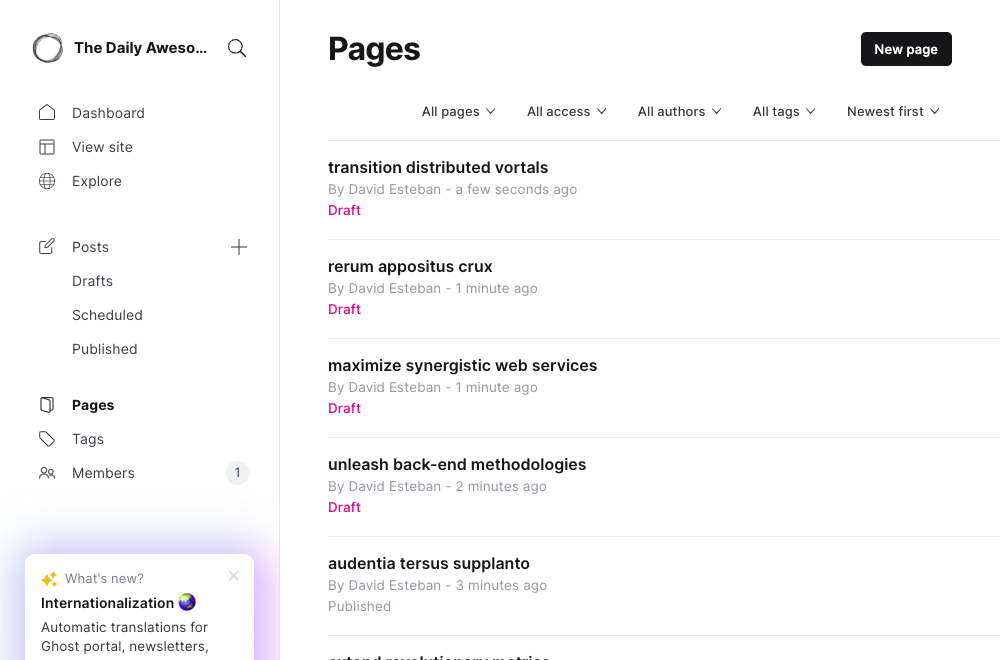 The Daily Aweso...
Dashboard
View site
Explore
Posts
Drafts
Scheduled
Published
Pages
Tags
Members 1
What's new?
Internationalization 🌏
Automatic translations for
Ghost portal, newsletters,
Pages
New page
All pages All access All authors All tags Newest first
transition distributed vortals
By David Esteban - a few seconds ago
Draft
rerum appositus crux
By David Esteban - 1 minute ago
Draft
maximize synergistic web services
By David Esteban - 1 minute ago
Draft
unleash back-end methodologies
By David Esteban - 2 minutes ago
Draft
audentia tersus supplanto
By David Esteban - 3 minutes ago
Published
extend revolutionary metrics